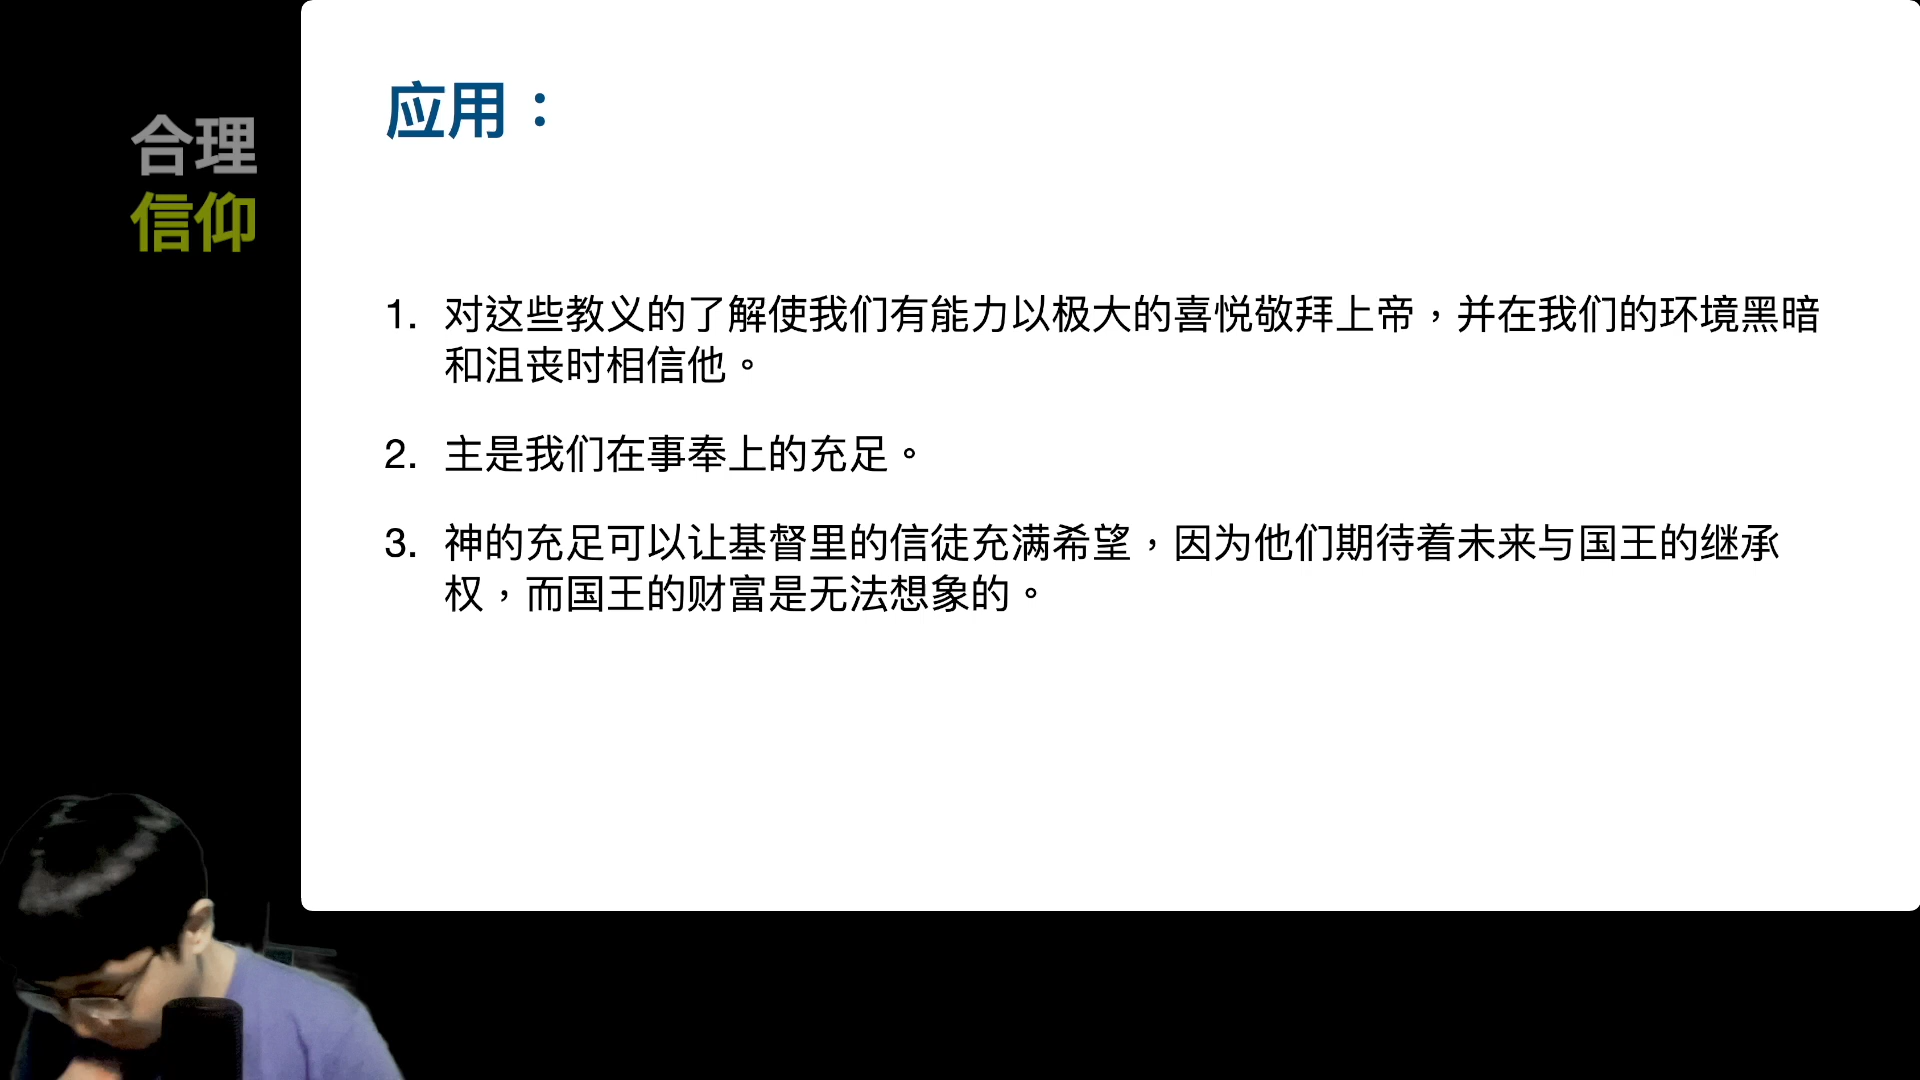 合理
信仰
应用：
1. 对这些教义的了解使我们有能力以极大的喜悦敬拜上帝，并在我们的环境黑暗
和沮丧时相信他。
2. 主是我们在事奉上的充足。
3. 神的充足可以让基督里的信徒充满希望，因为他们期待着未来与国王的继承
权，而国王的财富是无法想象的。